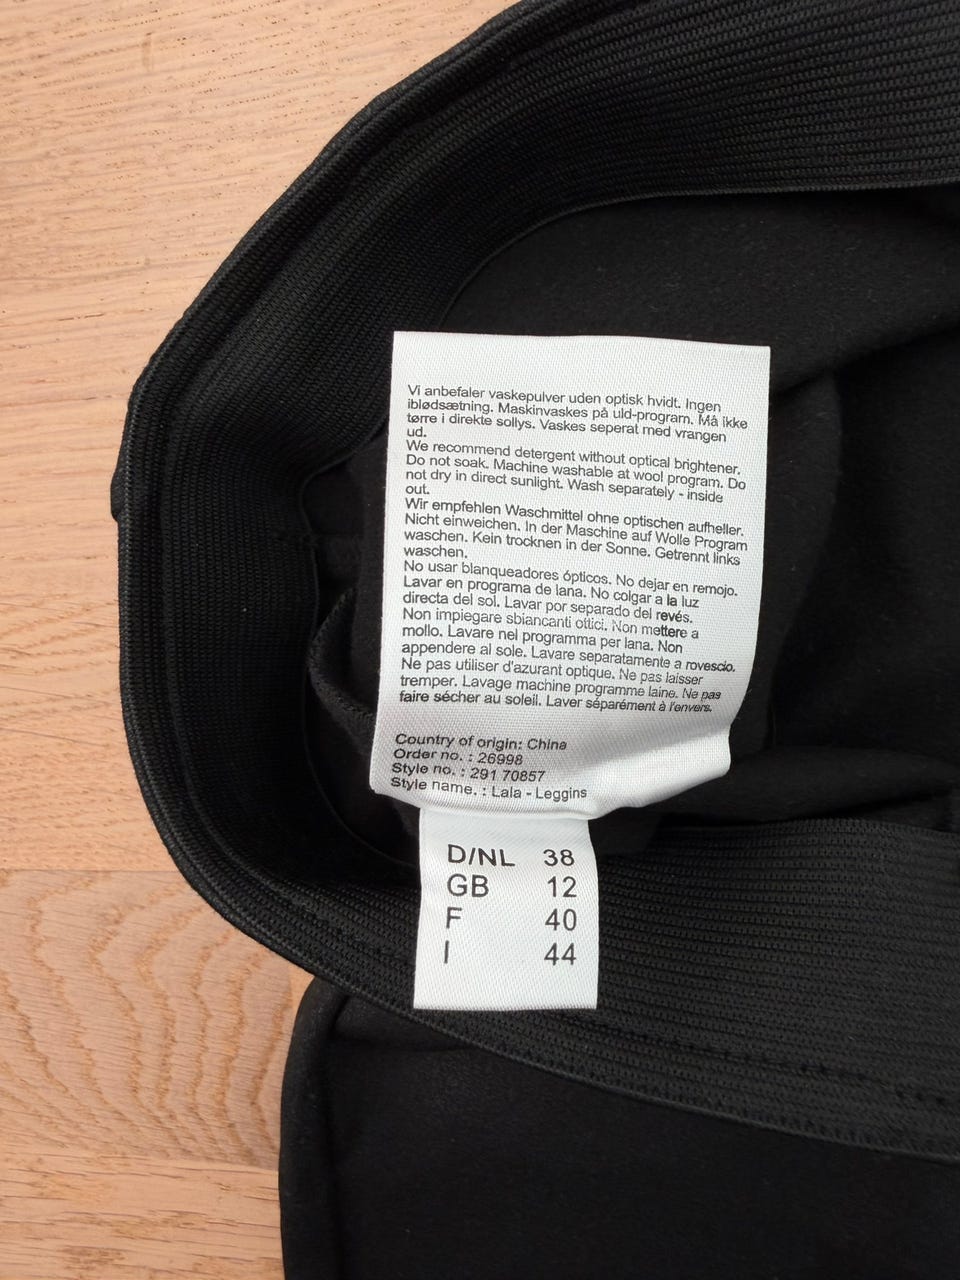 Vi anbefaler vaskepulver uden optisk hvidt. Ingen
iblødsætning. Maskinvaskes på uld-program. Må ikke
tørre i direkte sollys. Vaskes seperat med vrangen
ud.
We recommend detergent without optical brightener.
Do not soak. Machine washable at wool program. Do
not dry in direct sunlight. Wash separately - inside
out.
Wir empfehlen Waschmittel ohne optischen aufheller.
Nicht einweichen. In der Maschine auf Wolle Program
waschen. Kein trocknen in der Sonne. Getrennt links
waschen.
No usar blanqueadores ópticos. No dejar en remojo.
Lavar en programa de lana. No colgar a la luz
directa del sol. Lavar por separado del revés.
Non impiegare sbiancanti ottici. Non mettere a
mollo. Lavare nel programma per lana. Non
appendere al sole. Lavare separatamente a rovescio.
Ne pas utiliser d'azurant optique. Ne pas laisser
tremper. Lavage machine programme laine. Ne pas
faire sécher au soleil. Laver séparément à l'envers.
Country of origin: China
Order no. : 26998
Style no. : 291 70857
Style name. : Lala - Leggins
D/NL 38
GB 12
F 40
I 44